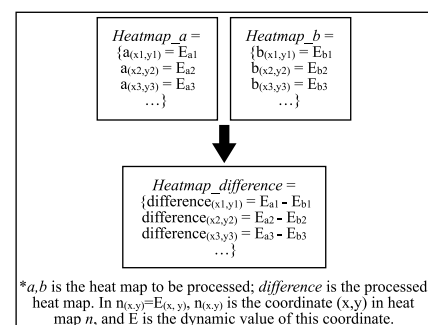 Heatmap_a =
{a(x1,y1) = Ea1
a(x2,y2) = Ea2
a(x3,y3) = Ea3
…}
Heatmap_b =
{b(x1,y1) = Eb1
b(x2,y2) = Eb2
b(x3,y3) = Eb3
…}
Heatmap_difference =
{difference(x1,y1) = Ea1 - Eb1
difference(x2,y2) = Ea2 - Eb2
difference(x3,y3) = Ea3 - Eb3
…}
*a,b is the heat map to be processed; difference is the processed
heat map. In n(x.y)=E(x, y), n(x.y) is the coordinate (x,y) in heat
map n, and E is the dynamic value of this coordinate.